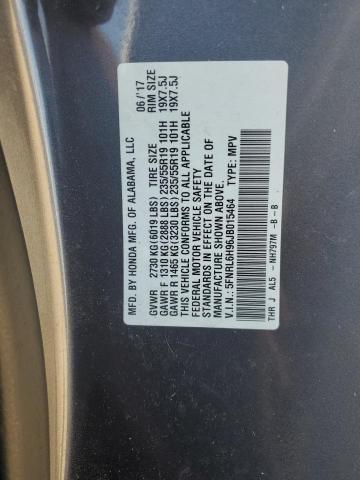 MFD. BY HONDA MFG. OF ALABAMA, LLC 06/'17
GVWR 2730 KG(6019 LBS) TIRE SIZE RIM SIZE
GAWR F 1310 KG(2888 LBS) 235/55R19 101H 19X7.5J
GAWR R 1465 KG(3230 LBS) 235/55R19 101H 19X7.5J
THIS VEHICLE CONFORMS TO ALL APPLICABLE
FEDERAL MOTOR VEHICLE SAFETY
STANDARDS IN EFFECT ON THE DATE OF
MANUFACTURE SHOWN ABOVE.
V.I.N.: 5FNRL6H96JB015464 TYPE: MPV
THR J AL5 -NH797M -B -B